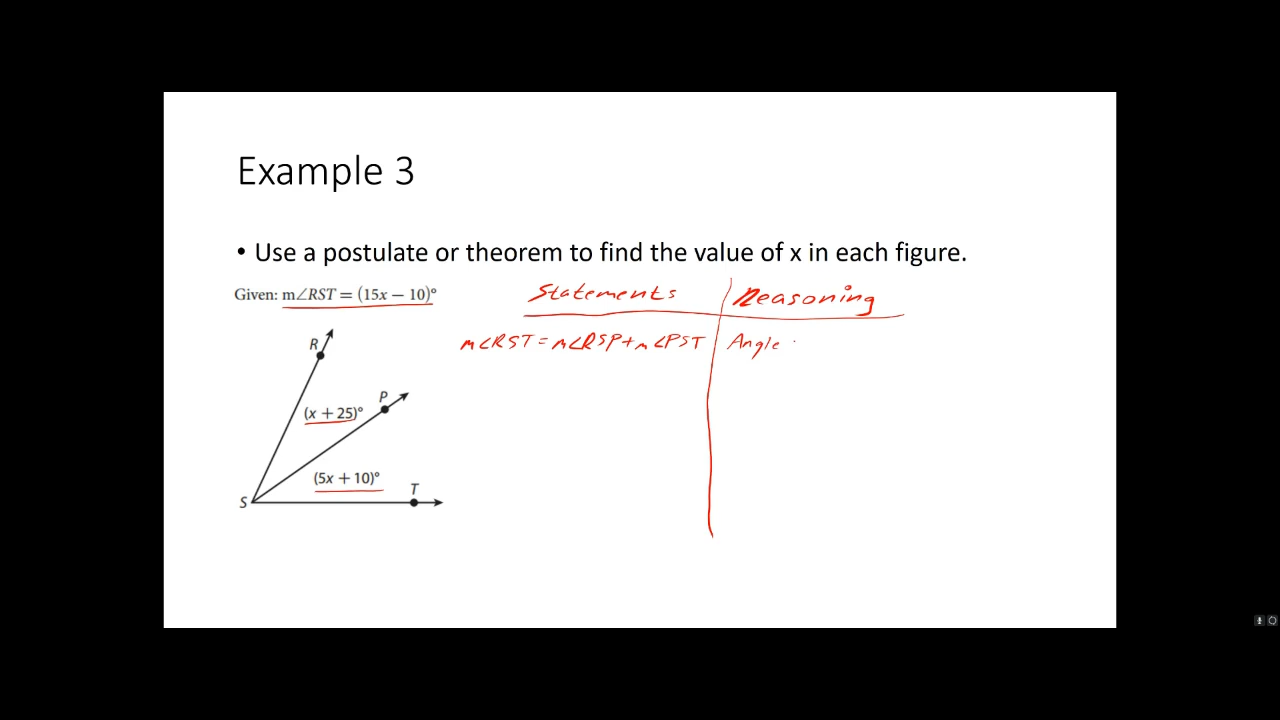 Example 3
• Use a postulate or theorem to find the value of x in each figure.
Given: m∠RST = (15x − 10)°
Statements
Reasoning
m∠RST = m∠RSP + m∠PST
Angle
R
P
(x + 25)°
(5x + 10)°
T
S